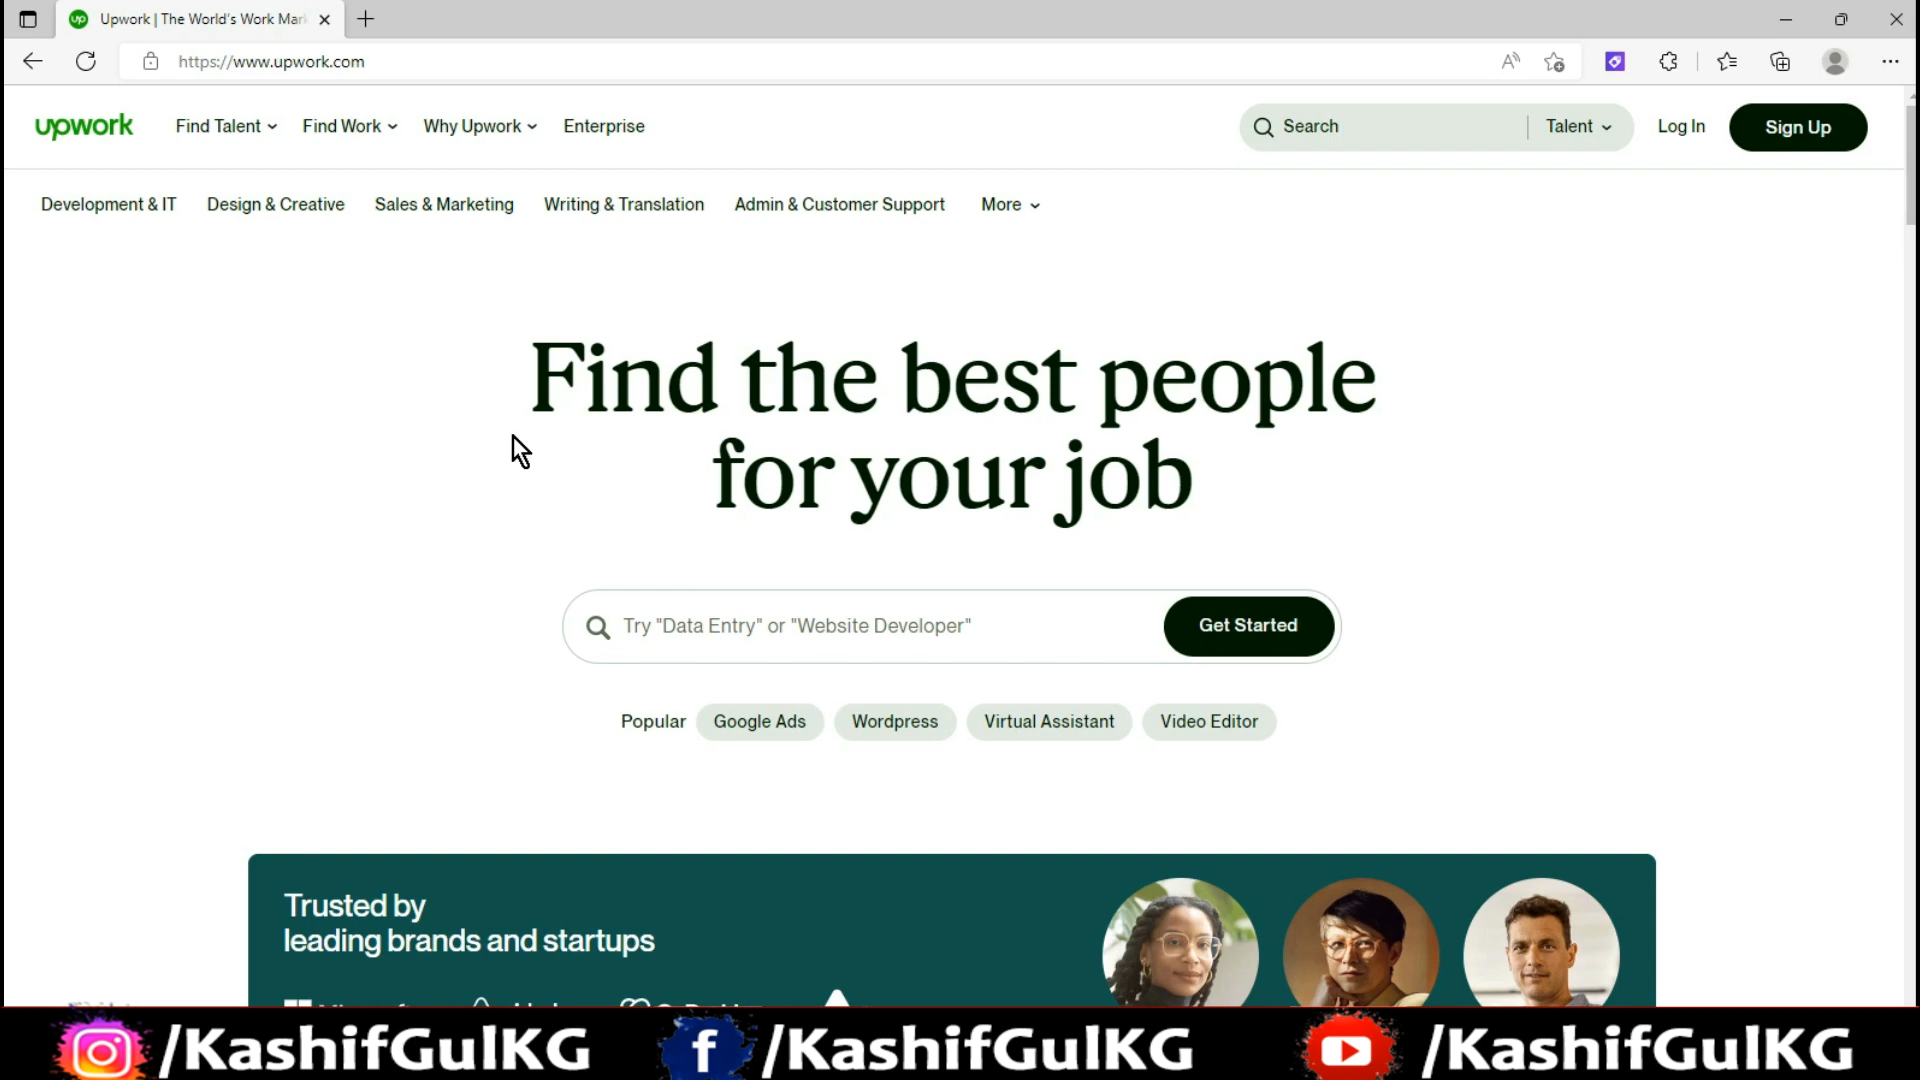 Upwork | The World's Work Mar
https://www.upwork.com
upwork Find Talent Find Work Why Upwork Enterprise Search Talent Log In Sign Up
Development & IT Design & Creative Sales & Marketing Writing & Translation Admin & Customer Support More
Find the best people
for your job
Try "Data Entry" or "Website Developer" Get Started
Popular Google Ads Wordpress Virtual Assistant Video Editor
Trusted by
leading brands and startups
/KashifGulKG /KashifGulKG /KashifGulKG